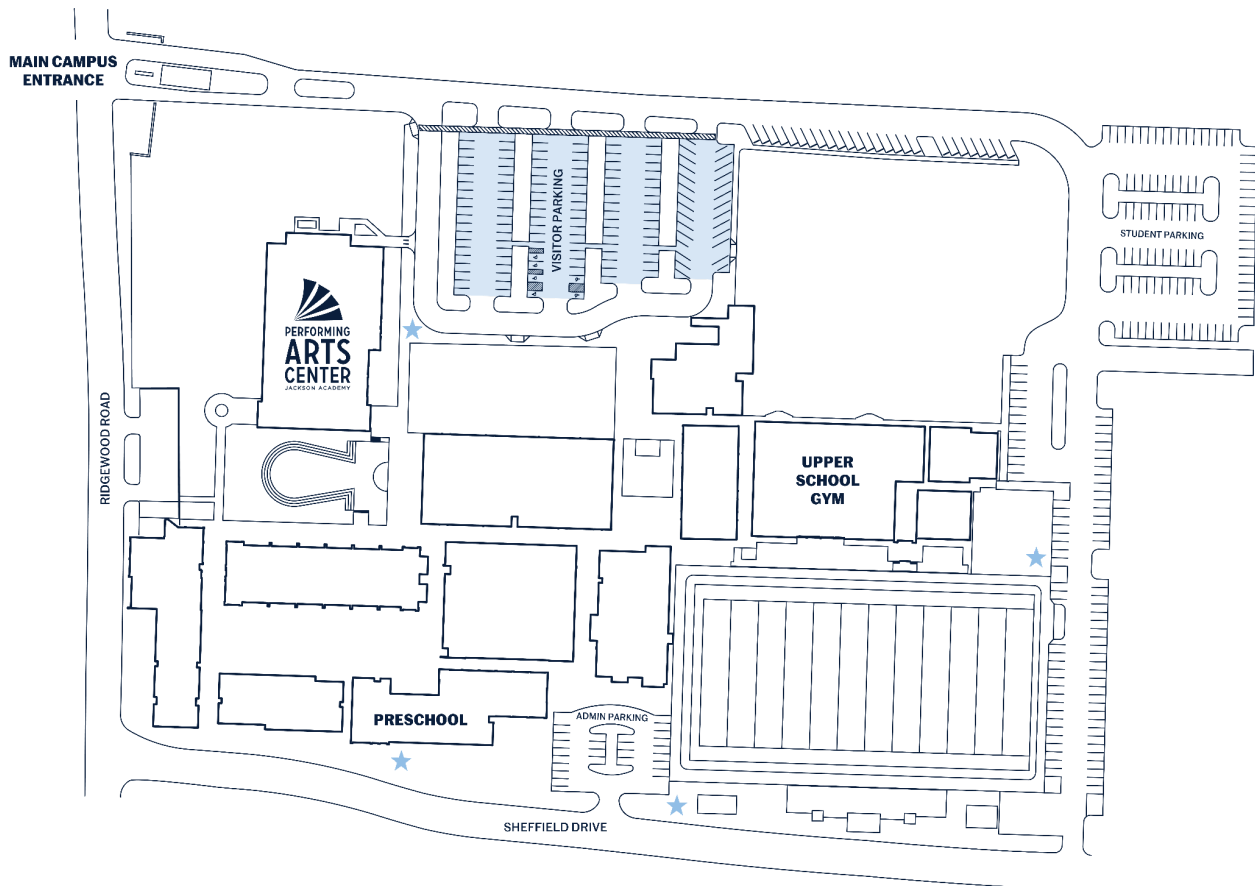 MAIN CAMPUS
ENTRANCE
VISITOR PARKING
STUDENT PARKING
PERFORMING
ARTS
CENTER
JACKSON ACADEMY
RIDGEWOOD ROAD
UPPER
SCHOOL
GYM
PRESCHOOL
ADMIN PARKING
SHEFFIELD DRIVE